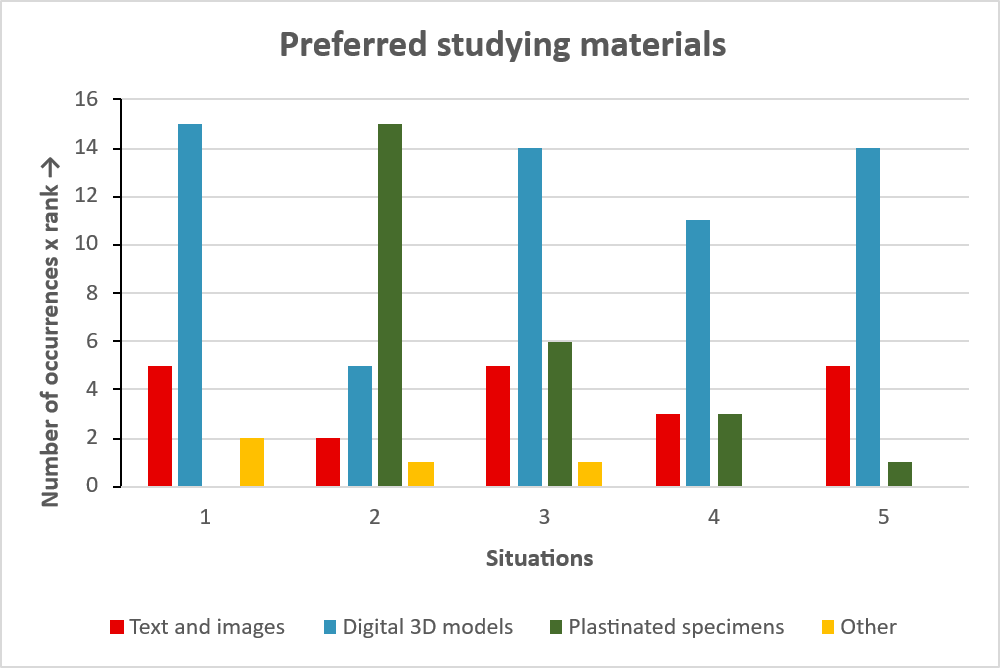 Preferred studying materials
Number of occurrences x rank →
16
14
12
10
8
6
4
2
0
1 2 3 4 5
Situations
Text and images Digital 3D models Plastinated specimens Other